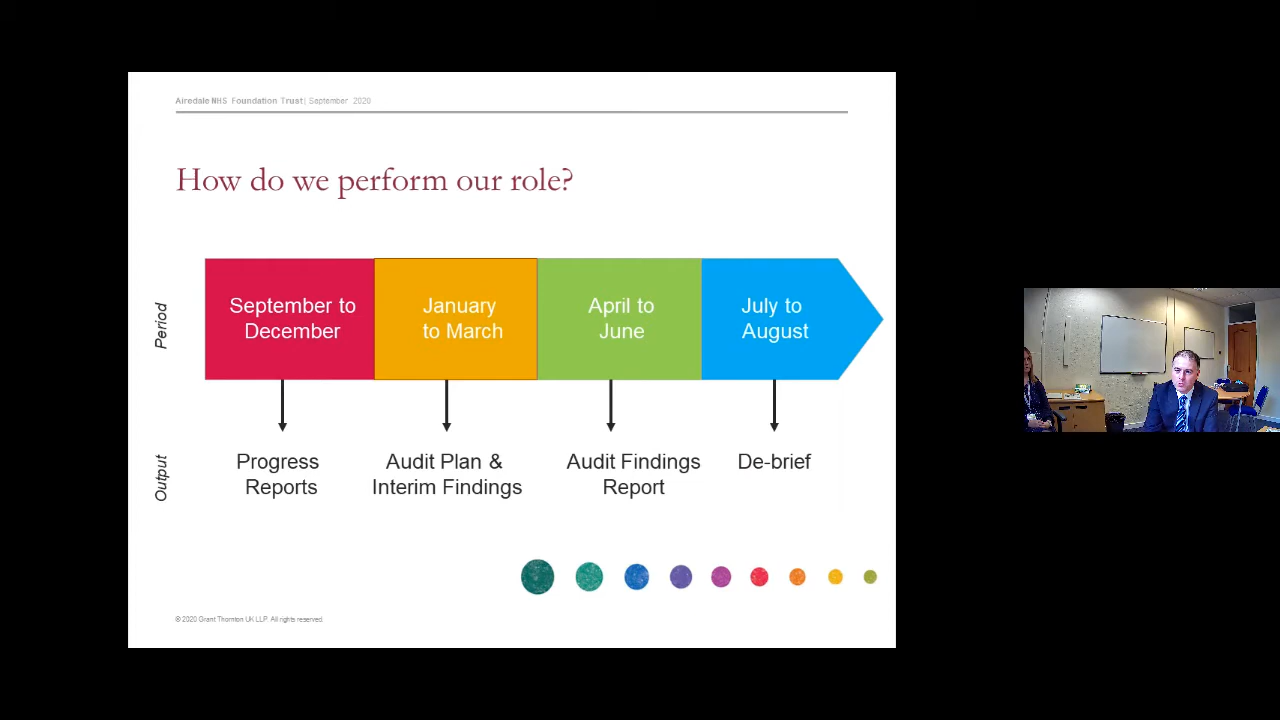 Airedale NHS Foundation Trust | September 2020
How do we perform our role?
Period
September to
December
January
to March
April to
June
July to
August
Output
Progress
Reports
Audit Plan &
Interim Findings
Audit Findings
Report
De-brief
© 2020 Grant Thornton UK LLP. All rights reserved.